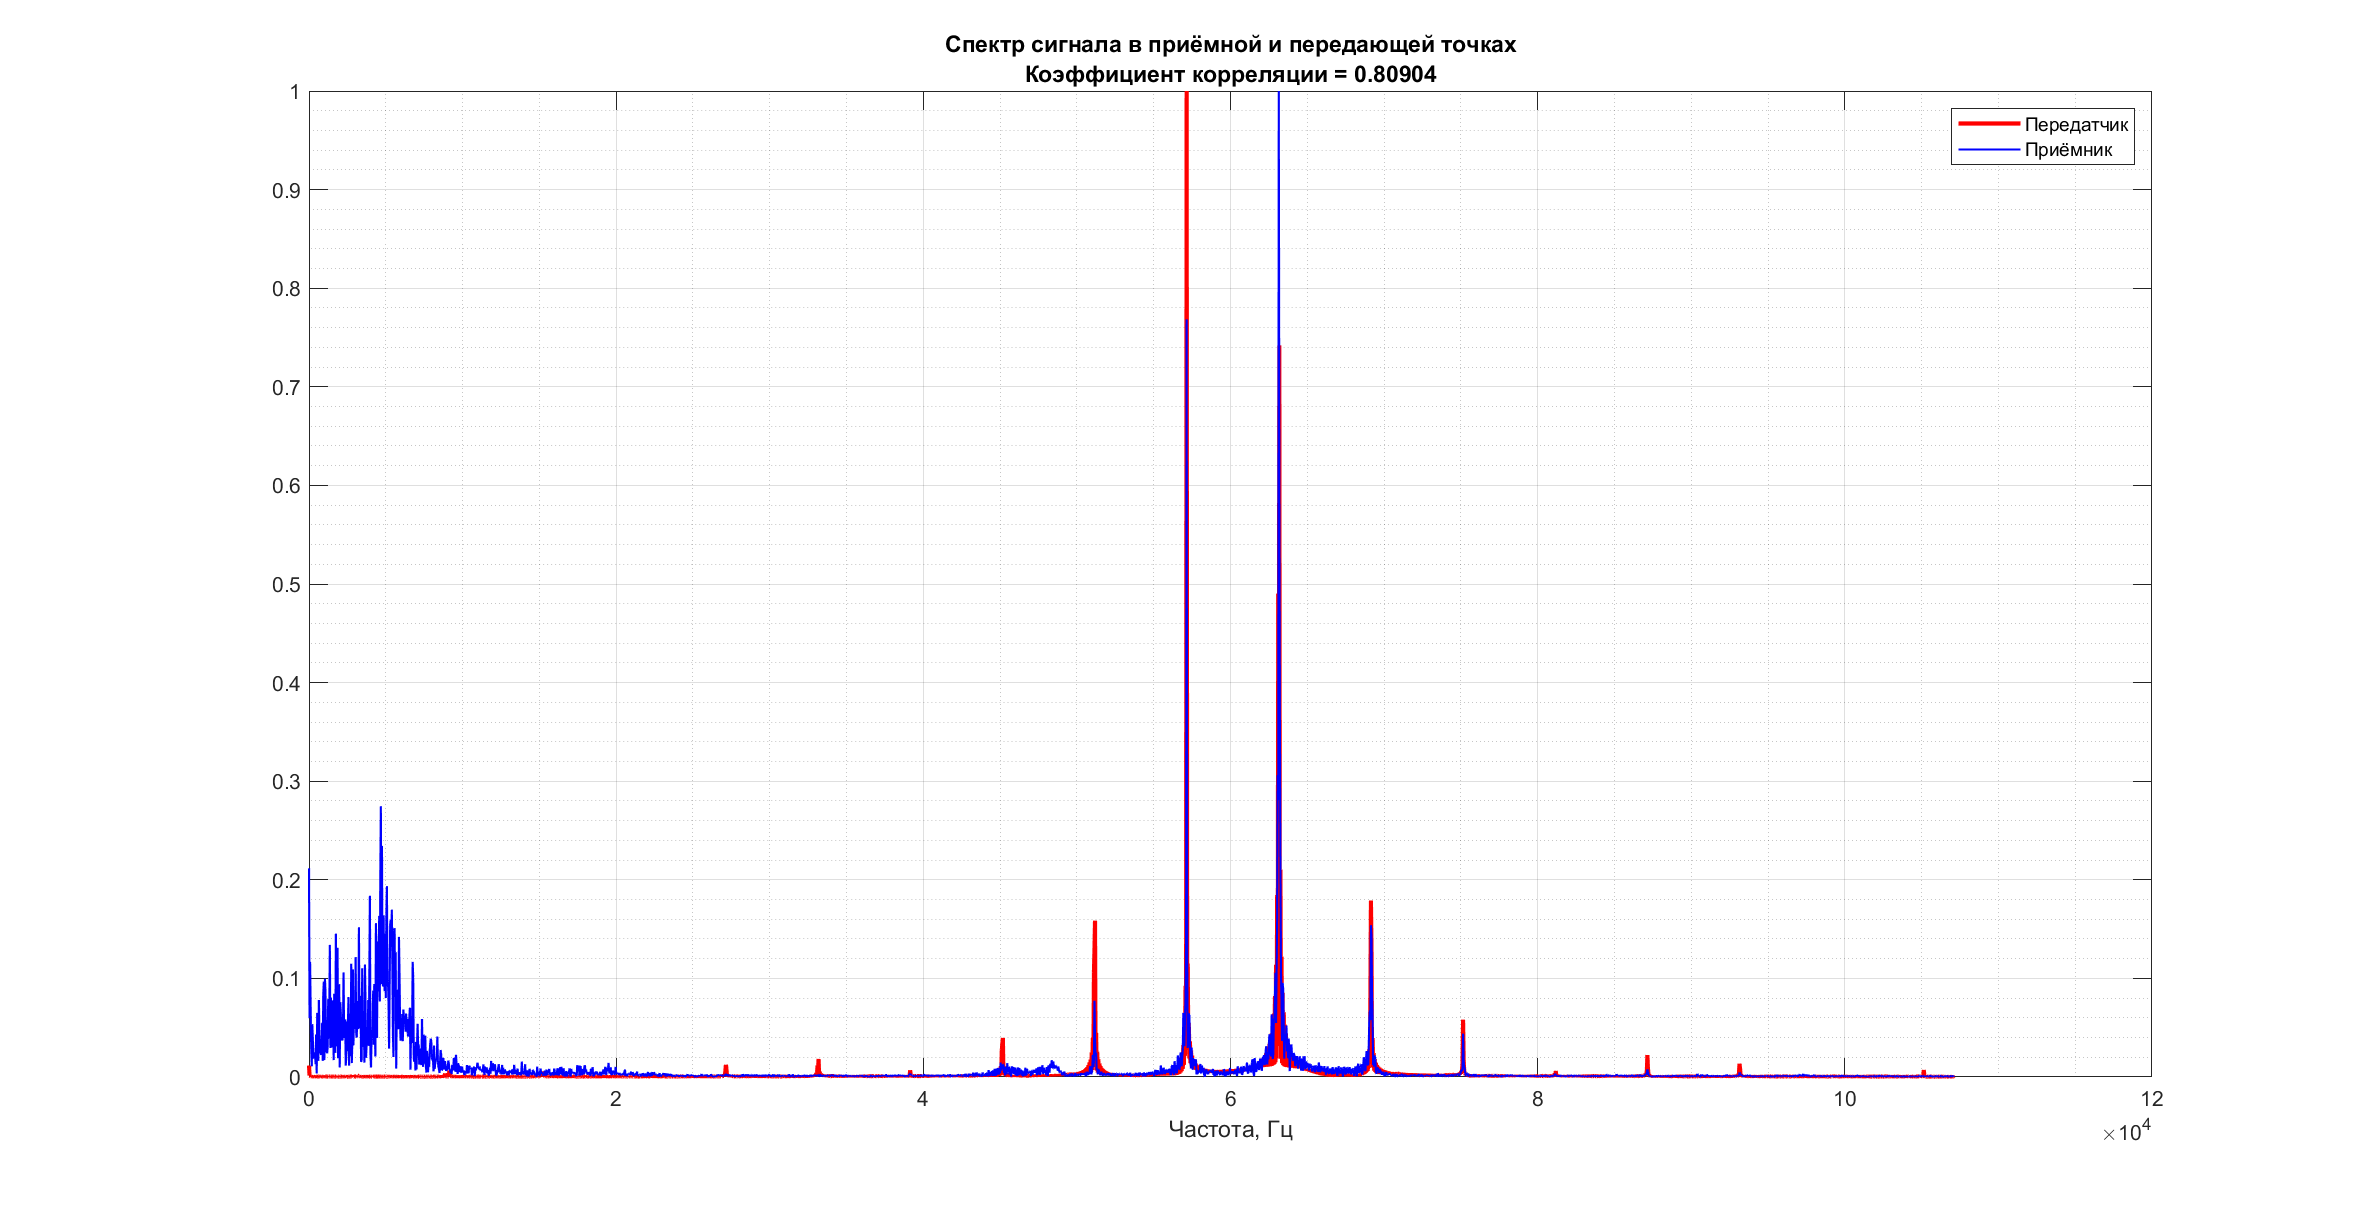 Спектр сигнала в приёмной и передающей точках
Коэффициент корреляции = 0.80904
Передатчик
Приёмник
1
0.9
0.8
0.7
0.6
0.5
0.4
0.3
0.2
0.1
0
0 2 4 6 8 10 12
Частота, Гц
×10⁴